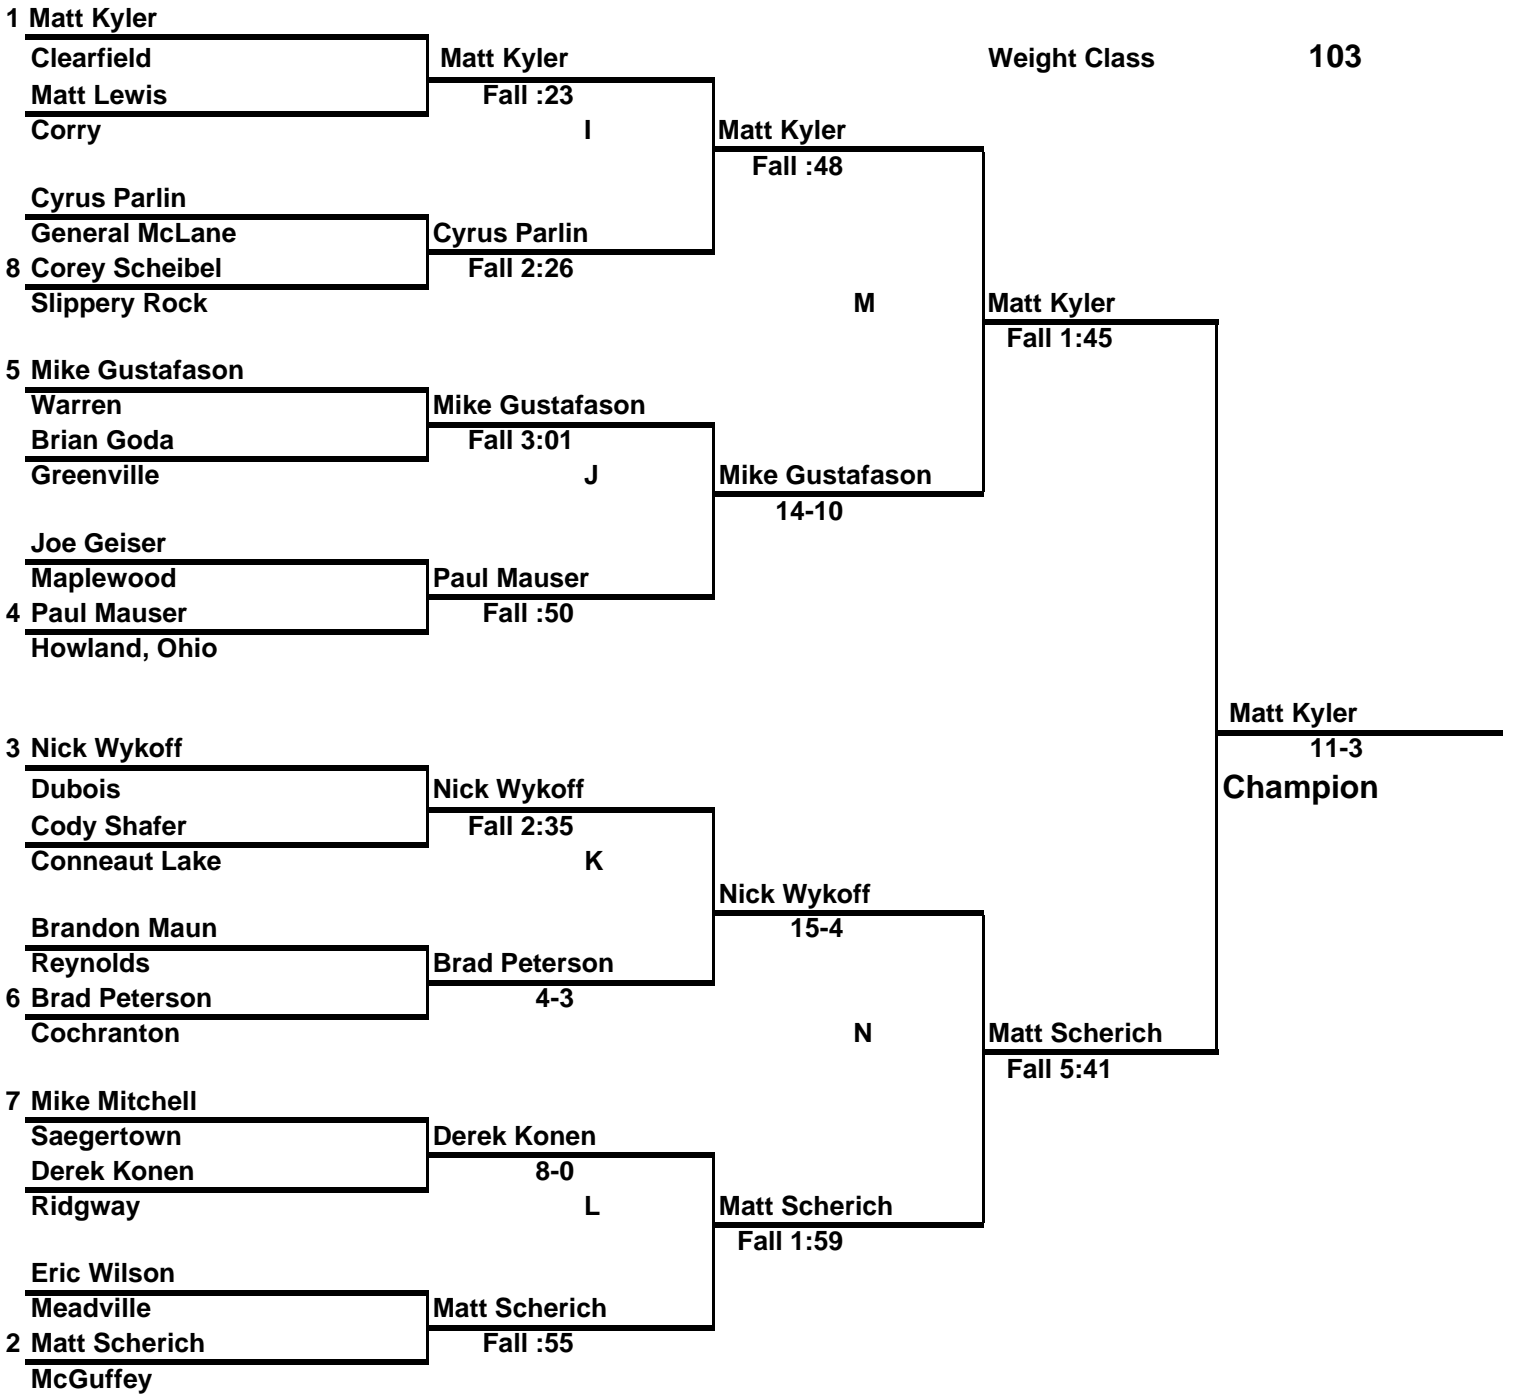 1 Matt Kyler
Clearfield Matt Kyler Weight Class 103
Matt Lewis Fall :23
Corry I Matt Kyler
Fall :48
Cyrus Parlin
General McLane Cyrus Parlin
8 Corey Scheibel Fall 2:26
Slippery Rock M Matt Kyler
Fall 1:45
5 Mike Gustafason
Warren Mike Gustafason
Brian Goda Fall 3:01
Greenville J Mike Gustafason
14-10
Joe Geiser
Maplewood Paul Mauser
4 Paul Mauser Fall :50
Howland, Ohio
Matt Kyler
3 Nick Wykoff 11-3
Dubois Nick Wykoff Champion
Cody Shafer Fall 2:35
Conneaut Lake K
Nick Wykoff
Brandon Maun 15-4
Reynolds Brad Peterson
6 Brad Peterson 4-3
Cochranton N Matt Scherich
Fall 5:41
7 Mike Mitchell
Saegertown Derek Konen
Derek Konen 8-0
Ridgway L Matt Scherich
Fall 1:59
Eric Wilson
Meadville Matt Scherich
2 Matt Scherich Fall :55
McGuffey